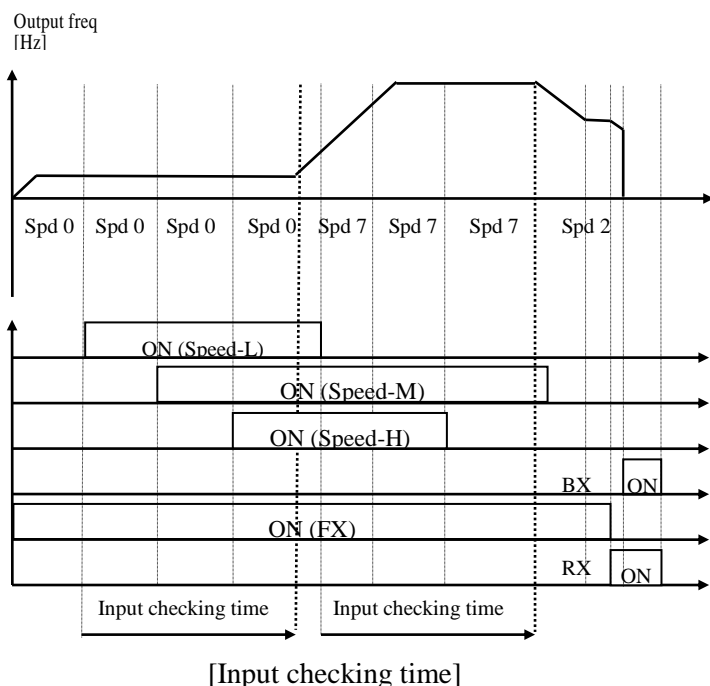 Output freq
[Hz]
Spd 0 Spd 0 Spd 0 Spd 0 Spd 7 Spd 7 Spd 7 Spd 2
ON (Speed-L)
ON (Speed-M)
ON (Speed-H)
BX ON
ON (FX)
RX ON
Input checking time Input checking time
[Input checking time]